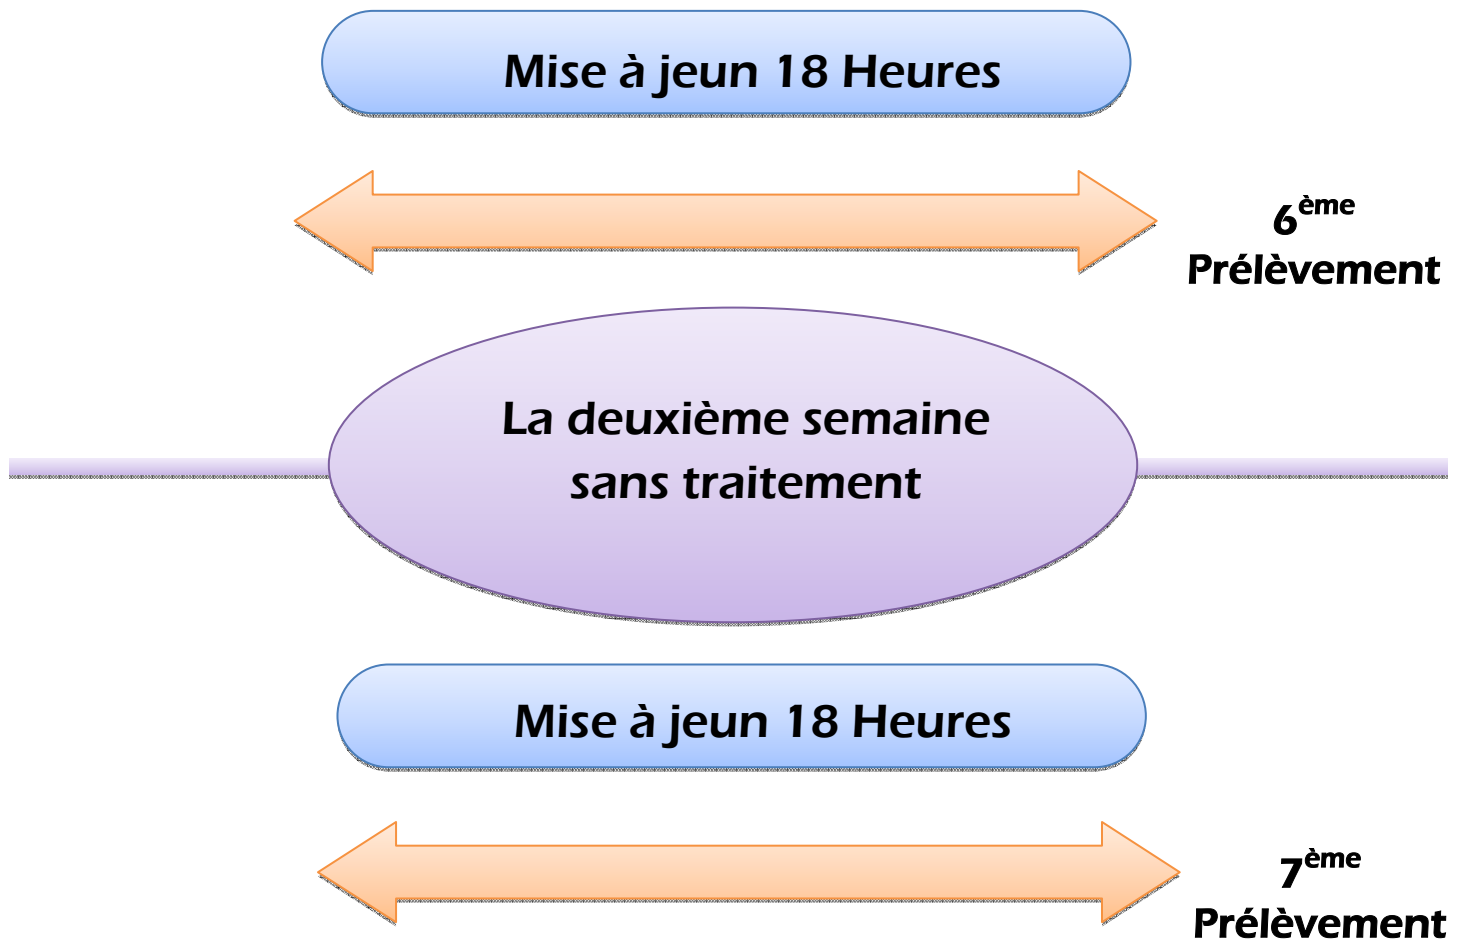 Mise à jeun 18 Heures
6ème
Prélèvement
La deuxième semaine
sans traitement
Mise à jeun 18 Heures
7ème
Prélèvement